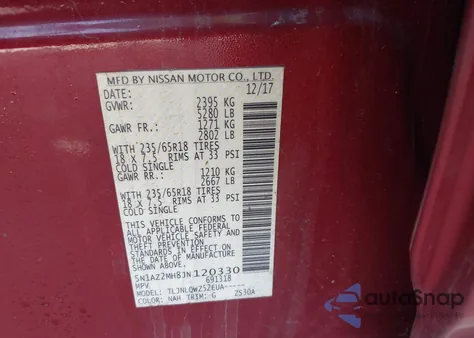 MFD BY NISSAN MOTOR CO., LTD.
DATE: 12/17
GVWR: 2395 KG
5280 LB
GAWR FR.: 1271 KG
2802 LB
WITH 235/65R18 TIRES
18 X 7.5 RIMS AT 33 PSI
COLD SINGLE
GAWR RR.: 1210 KG
2667 LB
WITH 235/65R18 TIRES
18 X 7.5 RIMS AT 33 PSI
COLD SINGLE
THIS VEHICLE CONFORMS TO
ALL APPLICABLE FEDERAL
MOTOR VEHICLE SAFETY AND
THEFT PREVENTION
STANDARDS IN EFFECT ON
THE DATE OF MANUFACTURE
SHOWN ABOVE.
5N1AZ2MH8JN120330
MPV 691318
MODEL: TLJNLQWZ52EUA-----
COLOR: NAH TRIM: G ZS30A
autoSnap